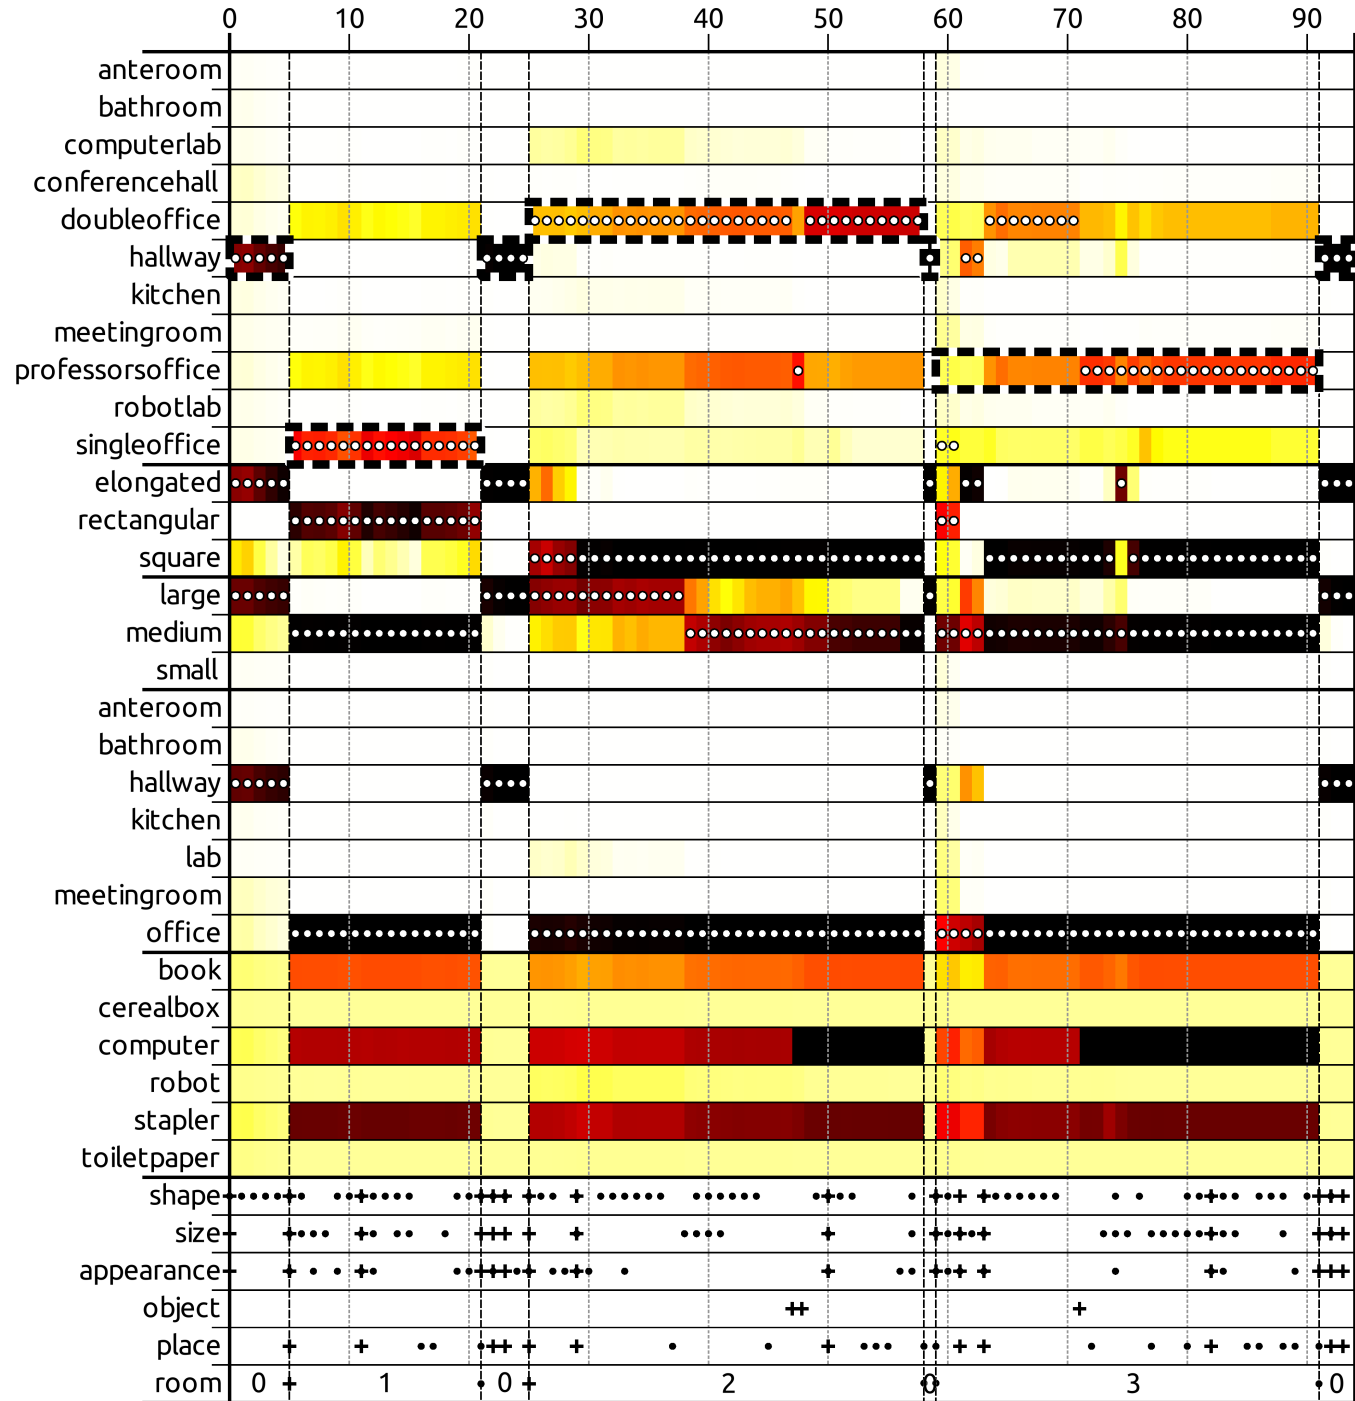 0 10 20 30 40 50 60 70 80 90
anteroom
bathroom
computerlab
conferencehall
doubleoffice
hallway
kitchen
meetingroom
professorsoffice
robotlab
singleoffice
elongated
rectangular
square
large
medium
small
anteroom
bathroom
hallway
kitchen
lab
meetingroom
office
book
cerealbox
computer
robot
stapler
toiletpaper
shape
size
appearance
object
place
room 0 1 0 2 0 3 0